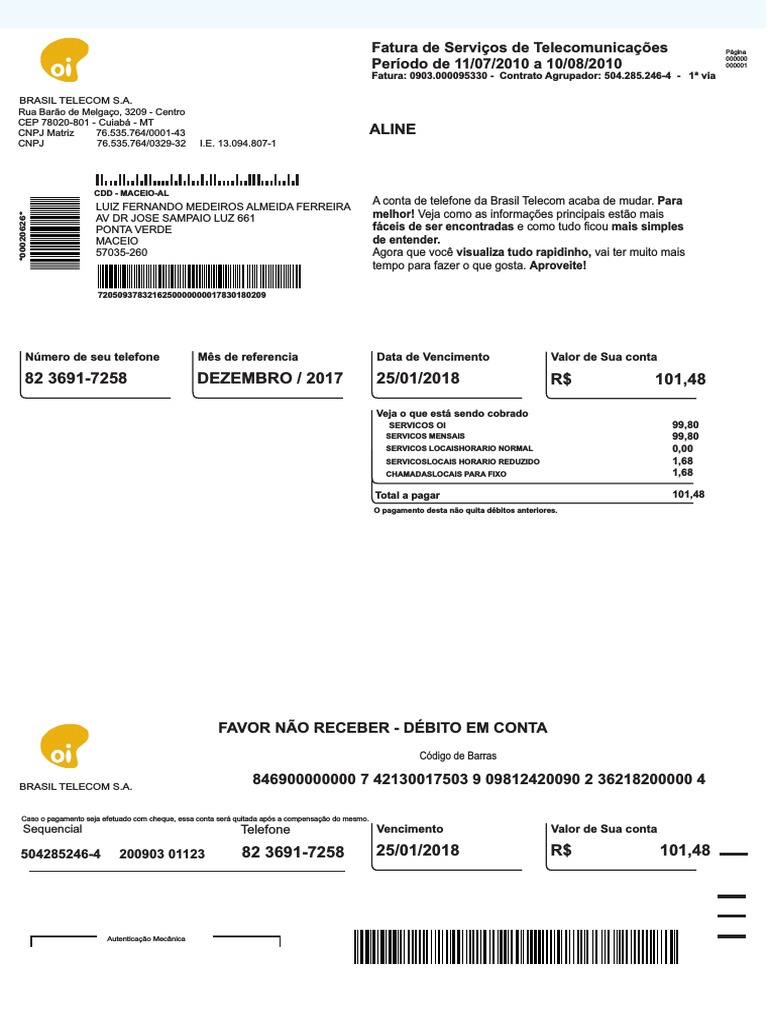 oi
Fatura de Serviços de Telecomunicações
Período de 11/07/2010 a 10/08/2010
Fatura: 0903.000095330 - Contrato Agrupador: 504.285.246-4 - 1ª via
Página
000000
000001
BRASIL TELECOM S.A.
Rua Barão de Melgaço, 3209 - Centro
CEP 78020-801 - Cuiabá - MT
CNPJ Matriz 76.535.764/0001-43
CNPJ 76.535.764/0329-32 I.E. 13.094.807-1
ALINE
CDD - MACEIO-AL
LUIZ FERNANDO MEDEIROS ALMEIDA FERREIRA
AV DR JOSE SAMPAIO LUZ 661
PONTA VERDE
MACEIO
57035-260
*00020626*
72050937832162500000000017830180209
A conta de telefone da Brasil Telecom acaba de mudar. Para
melhor! Veja como as informações principais estão mais
fáceis de ser encontradas e como tudo ficou mais simples
de entender.
Agora que você visualiza tudo rapidinho, vai ter muito mais
tempo para fazer o que gosta. Aproveite!
Número de seu telefone
82 3691-7258
Mês de referencia
DEZEMBRO / 2017
Data de Vencimento
25/01/2018
Valor de Sua conta
R$ 101,48
Veja o que está sendo cobrado
SERVICOS OI 99,80
SERVICOS MENSAIS 99,80
SERVICOS LOCAISHORARIO NORMAL 0,00
SERVICOSLOCAIS HORARIO REDUZIDO 1,68
CHAMADASLOCAIS PARA FIXO 1,68
Total a pagar 101,48
O pagamento desta não quita débitos anteriores.
oi
BRASIL TELECOM S.A.
FAVOR NÃO RECEBER - DÉBITO EM CONTA
Código de Barras
846900000000 7 42130017503 9 09812420090 2 36218200000 4
Caso o pagamento seja efetuado com cheque, essa conta será quitada após a compensação do mesmo.
Sequencial
504285246-4 200903 01123
Telefone
82 3691-7258
Vencimento
25/01/2018
Valor de Sua conta
R$ 101,48
Autenticação Mecânica